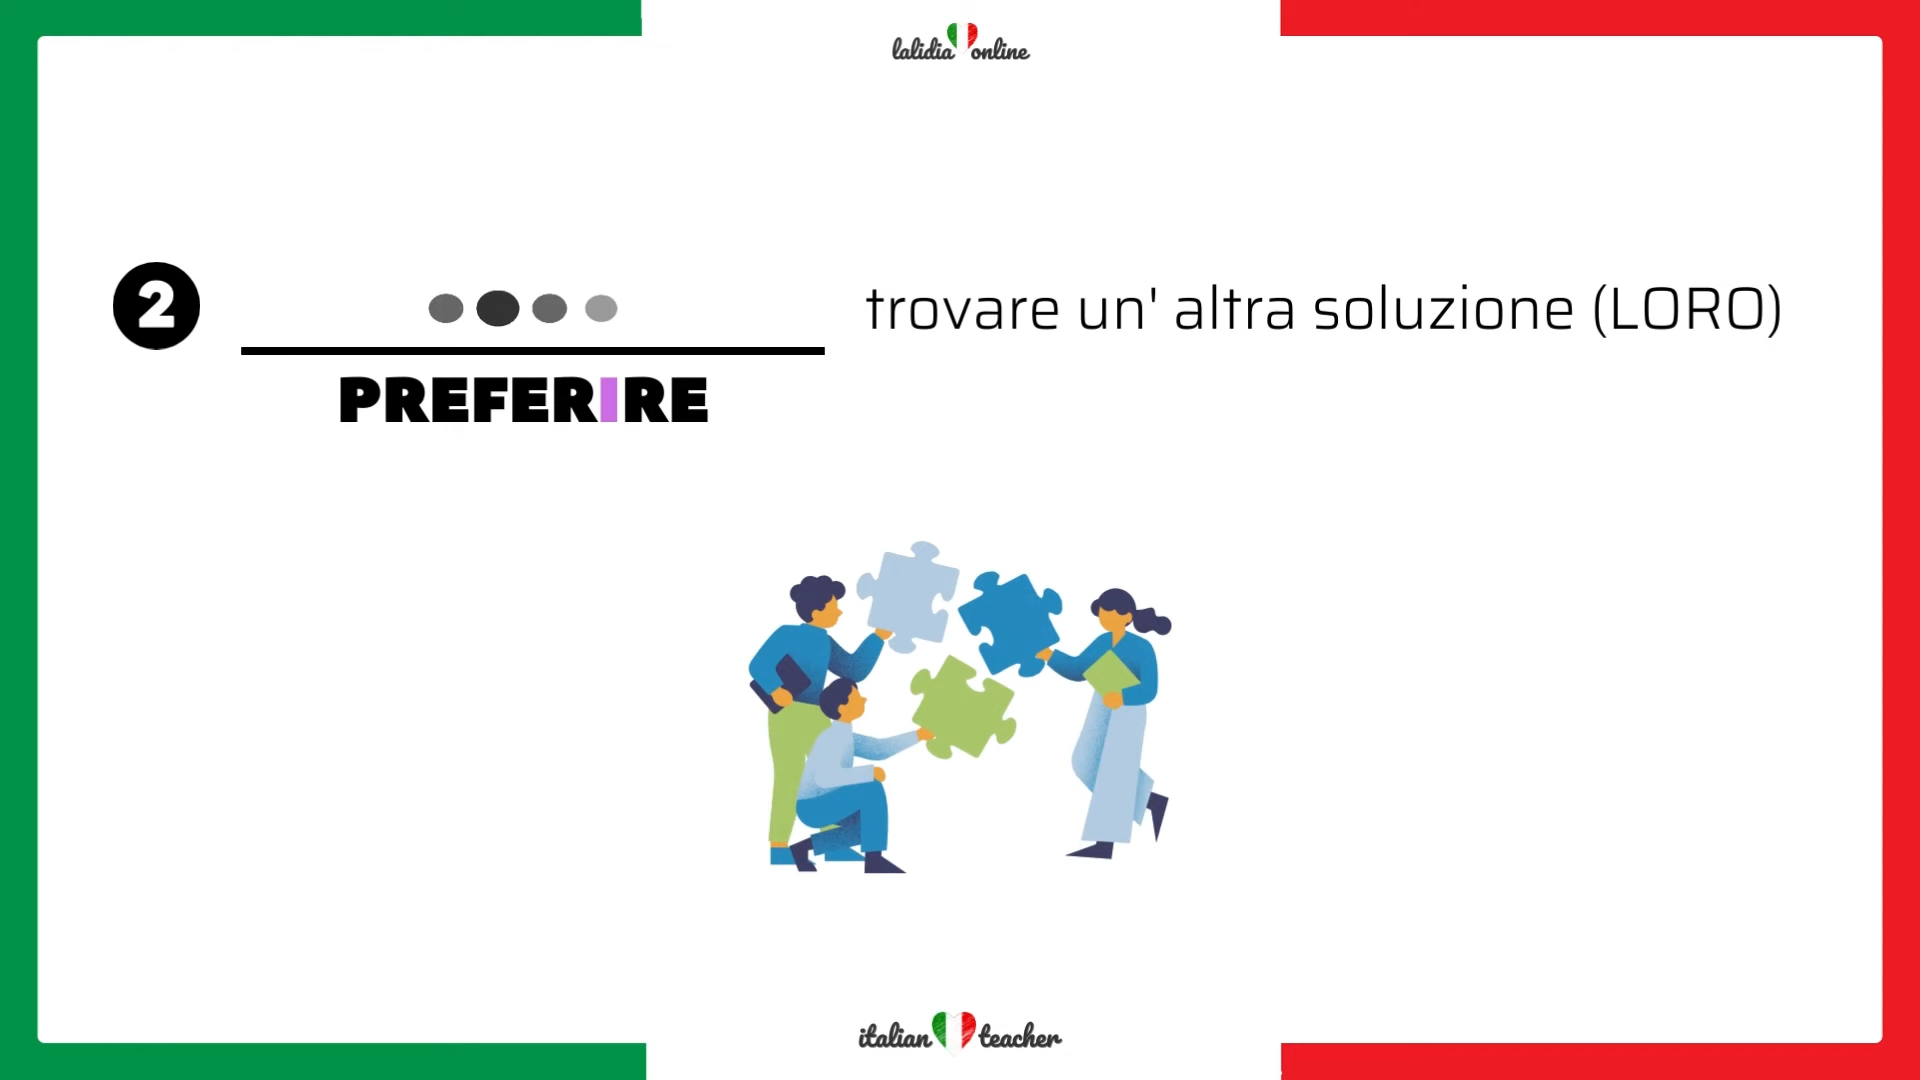 lalidia online
2 trovare un' altra soluzione (LORO)
PREFERIRE
italian teacher